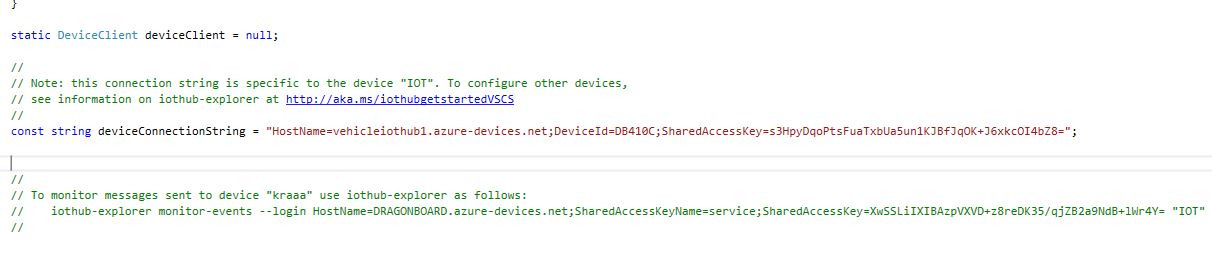 }
static DeviceClient deviceClient = null;
//
// Note: this connection string is specific to the device "IOT". To configure other devices,
// see information on iothub-explorer at http://aka.ms/iothubgetstartedVSCS
//
const string deviceConnectionString = "HostName=vehicleiothub1.azure-devices.net;DeviceId=DB410C;SharedAccessKey=s3HpyDqoPtsFuaTxbUa5un1KJBfJqOK+J6xkcOI4bZ8=";
//
// To monitor messages sent to device "kraaa" use iothub-explorer as follows:
//    iothub-explorer monitor-events --login HostName=DRAGONBOARD.azure-devices.net;SharedAccessKeyName=service;SharedAccessKey=XwSSLiIXIBAzpVXVD+z8reDK35/qjZB2a9NdB+lWr4Y= "IOT"
//